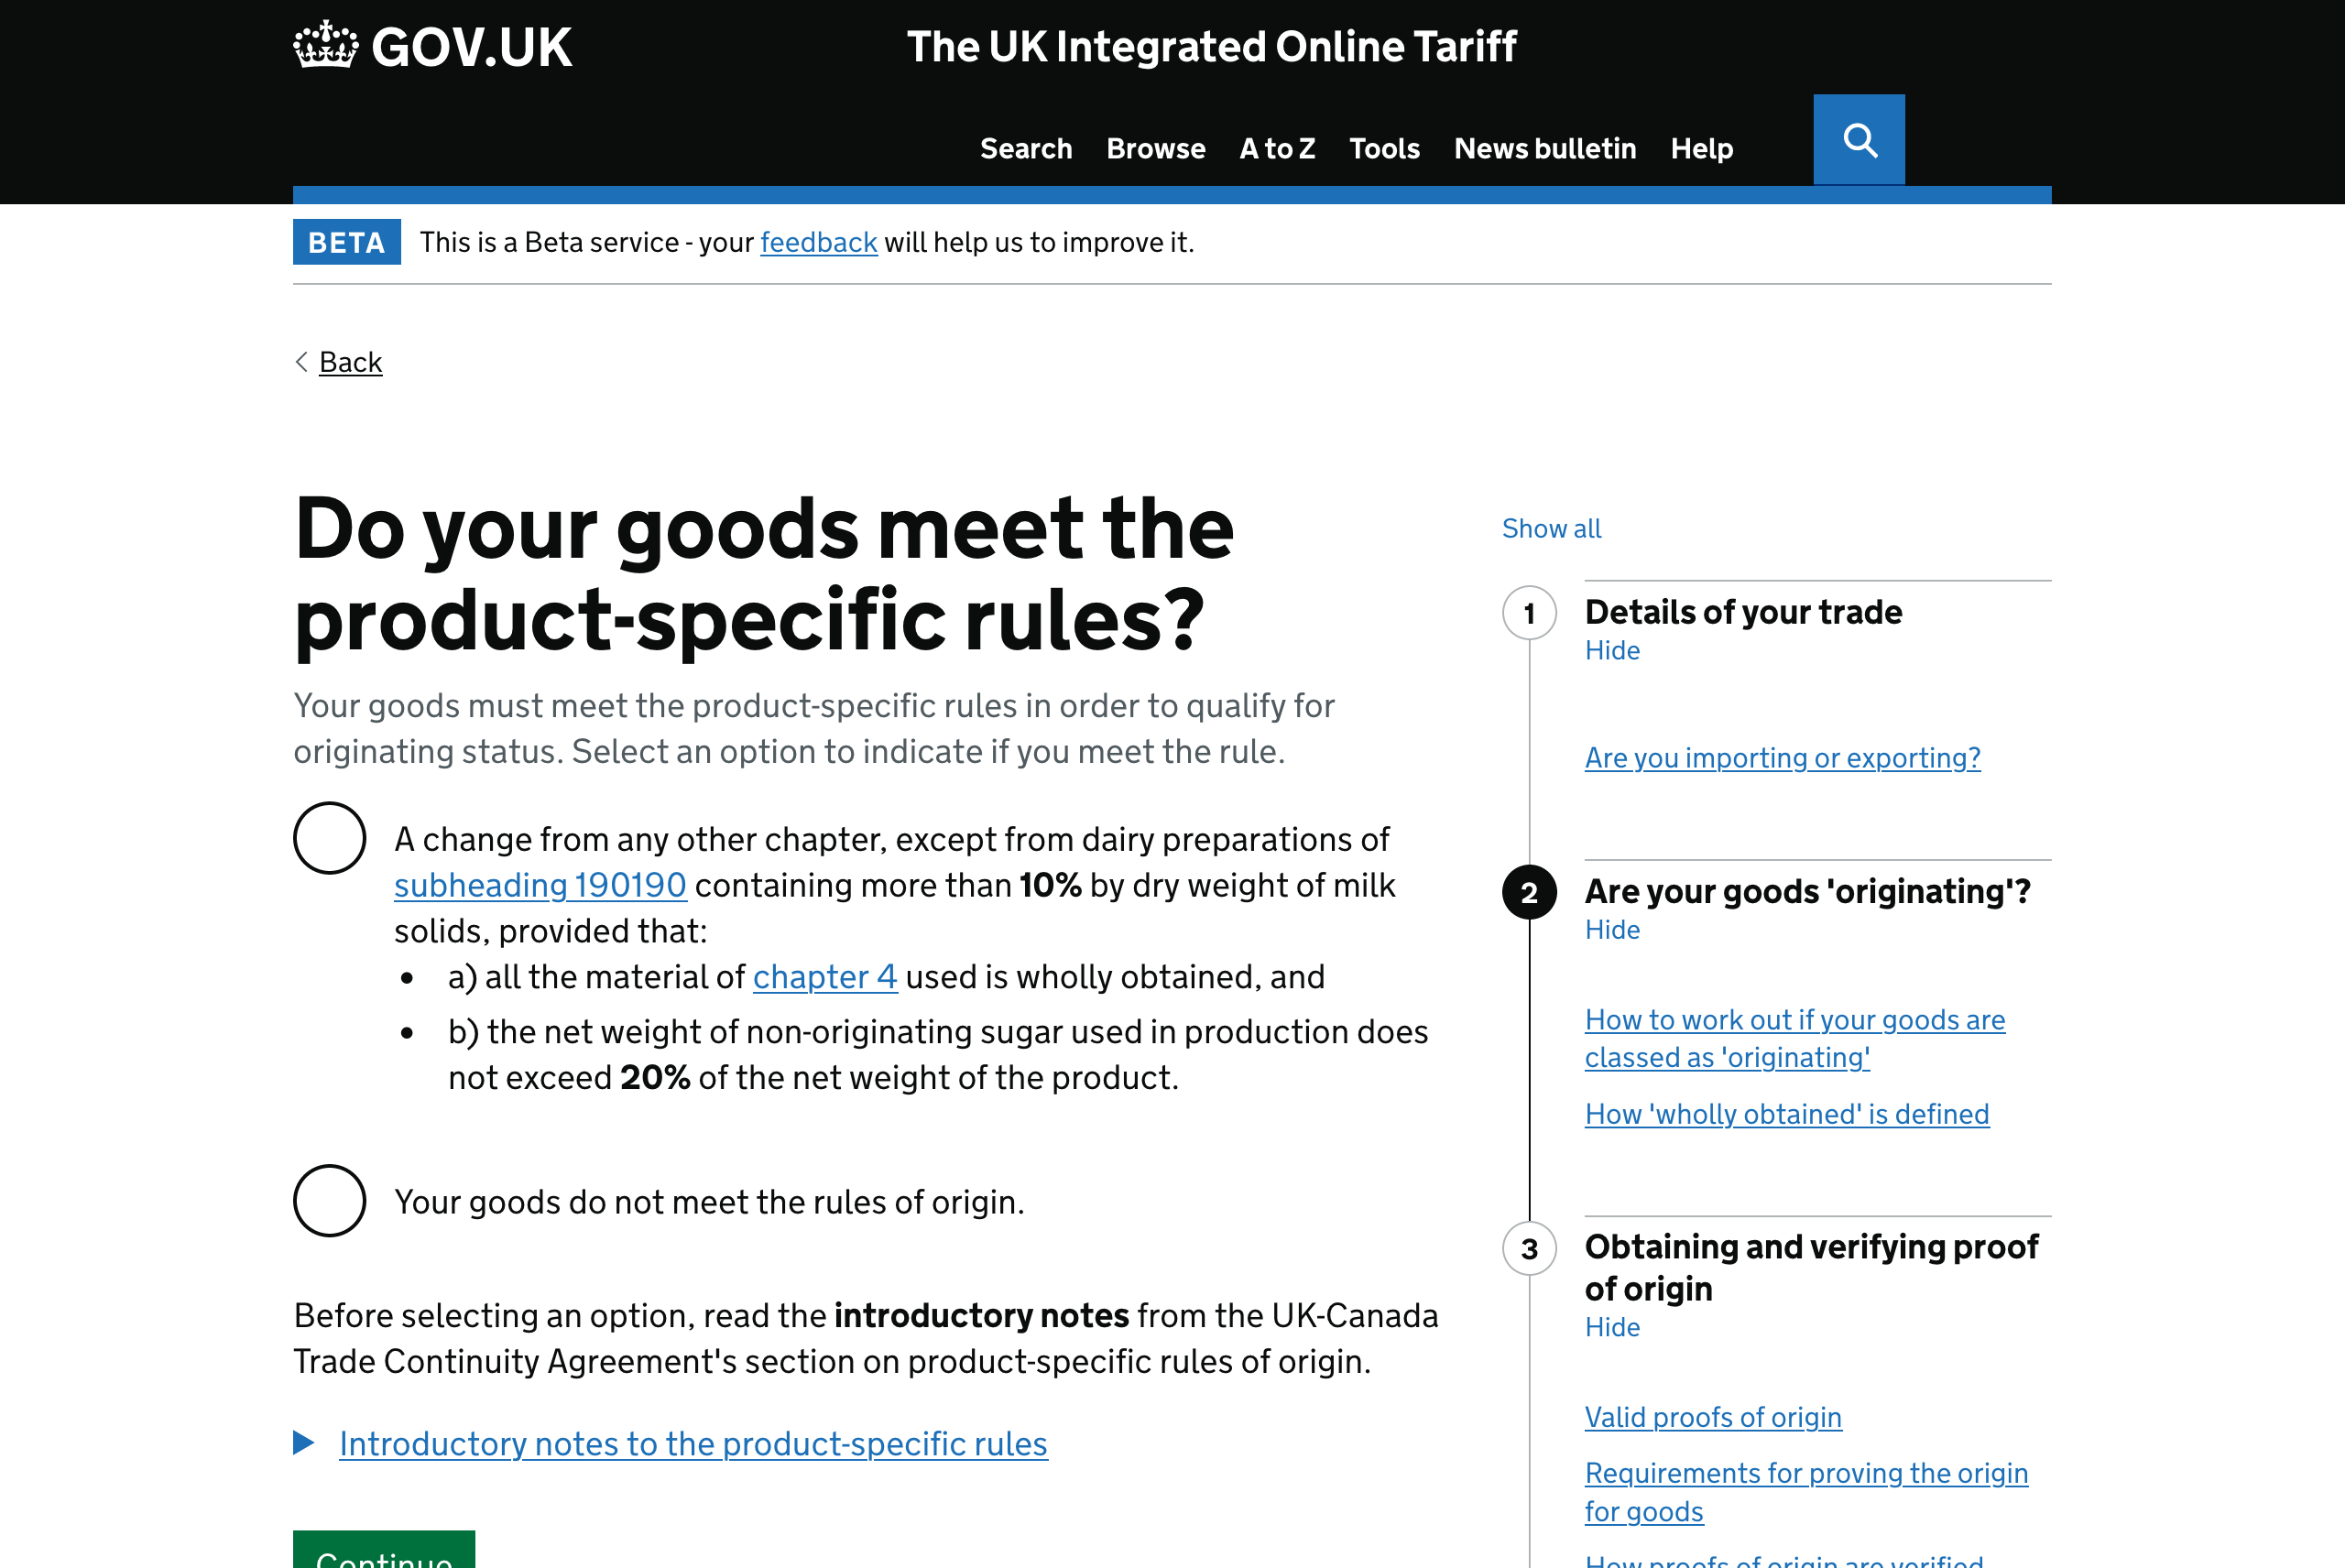 GOV.UK
The UK Integrated Online Tariff
Search Browse A to Z Tools News bulletin Help
BETA This is a Beta service - your feedback will help us to improve it.
Back
Do your goods meet the
product-specific rules?
Your goods must meet the product-specific rules in order to qualify for
originating status. Select an option to indicate if you meet the rule.
A change from any other chapter, except from dairy preparations of
subheading 190190 containing more than 10% by dry weight of milk
solids, provided that:
• a) all the material of chapter 4 used is wholly obtained, and
• b) the net weight of non-originating sugar used in production does
not exceed 20% of the net weight of the product.
Your goods do not meet the rules of origin.
Before selecting an option, read the introductory notes from the UK-Canada
Trade Continuity Agreement's section on product-specific rules of origin.
Introductory notes to the product-specific rules
Continue
Show all
1 Details of your trade
Hide
Are you importing or exporting?
2 Are your goods 'originating'?
Hide
How to work out if your goods are
classed as 'originating'
How 'wholly obtained' is defined
3 Obtaining and verifying proof
of origin
Hide
Valid proofs of origin
Requirements for proving the origin
for goods
How proofs of origin are verified